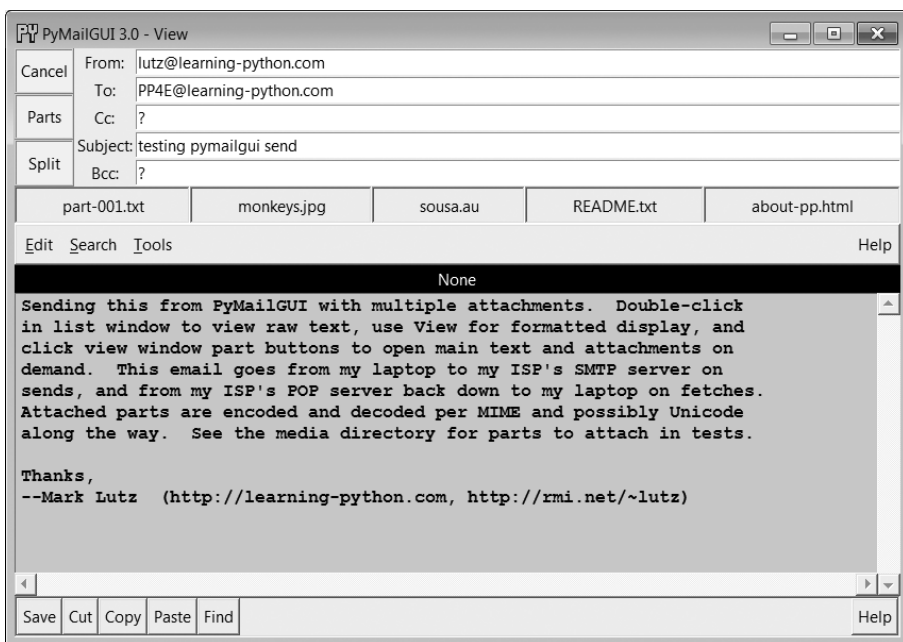 PY PyMailGUI 3.0 - View
Cancel
From: lutz@learning-python.com
To: PP4E@learning-python.com
Parts
Cc: ?
Subject: testing pymailgui send
Split
Bcc: ?
part-001.txt monkeys.jpg sousa.au README.txt about-pp.html
Edit Search Tools Help
None
Sending this from PyMailGUI with multiple attachments.  Double-click
in list window to view raw text, use View for formatted display, and
click view window part buttons to open main text and attachments on
demand.  This email goes from my laptop to my ISP's SMTP server on
sends, and from my ISP's POP server back down to my laptop on fetches.
Attached parts are encoded and decoded per MIME and possibly Unicode
along the way.  See the media directory for parts to attach in tests.
Thanks,
--Mark Lutz  (http://learning-python.com, http://rmi.net/~lutz)
Save Cut Copy Paste Find Help